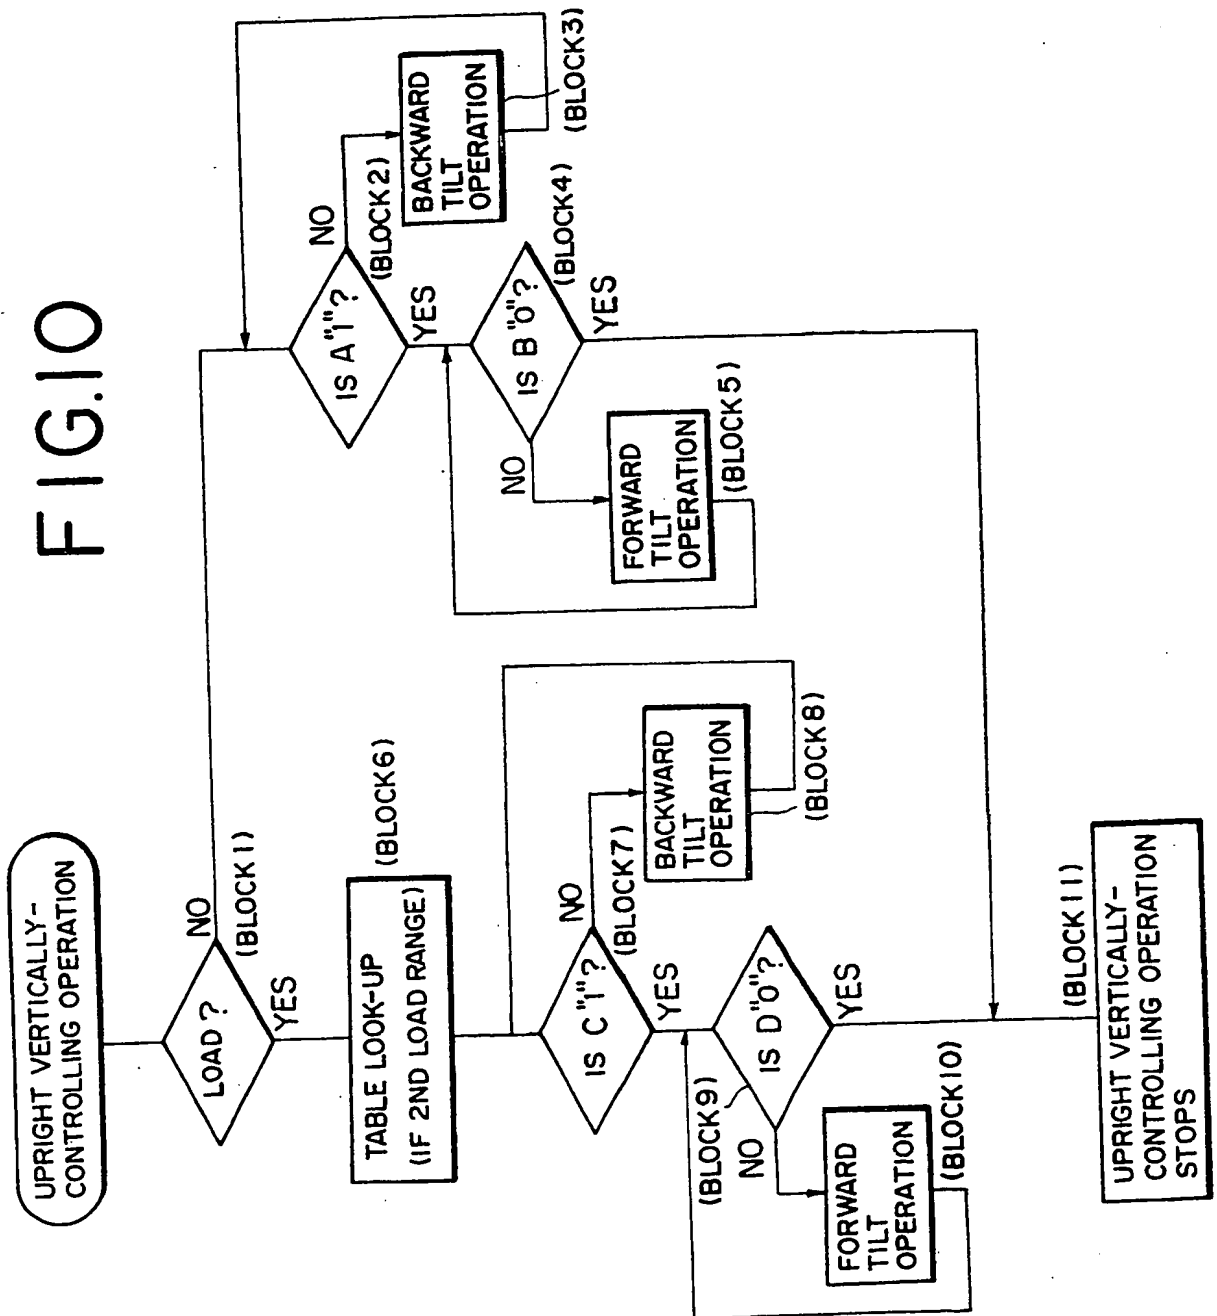 FIG.10
UPRIGHT VERTICALLY-
CONTROLLING OPERATION
LOAD?
NO
(BLOCK1)
YES
TABLE LOOK-UP
(IF 2ND LOAD RANGE)
(BLOCK6)
IS C "1"?
NO
(BLOCK7)
YES
BACKWARD
TILT
OPERATION
(BLOCK8)
(BLOCK9)
IS D "0"?
NO
YES
FORWARD
TILT
OPERATION
(BLOCK10)
IS A "1"?
NO
(BLOCK2)
YES
BACKWARD
TILT
OPERATION
(BLOCK3)
IS B "0"?
(BLOCK4)
NO
YES
FORWARD
TILT
OPERATION
(BLOCK5)
(BLOCK11)
UPRIGHT VERTICALLY-
CONTROLLING OPERATION
STOPS